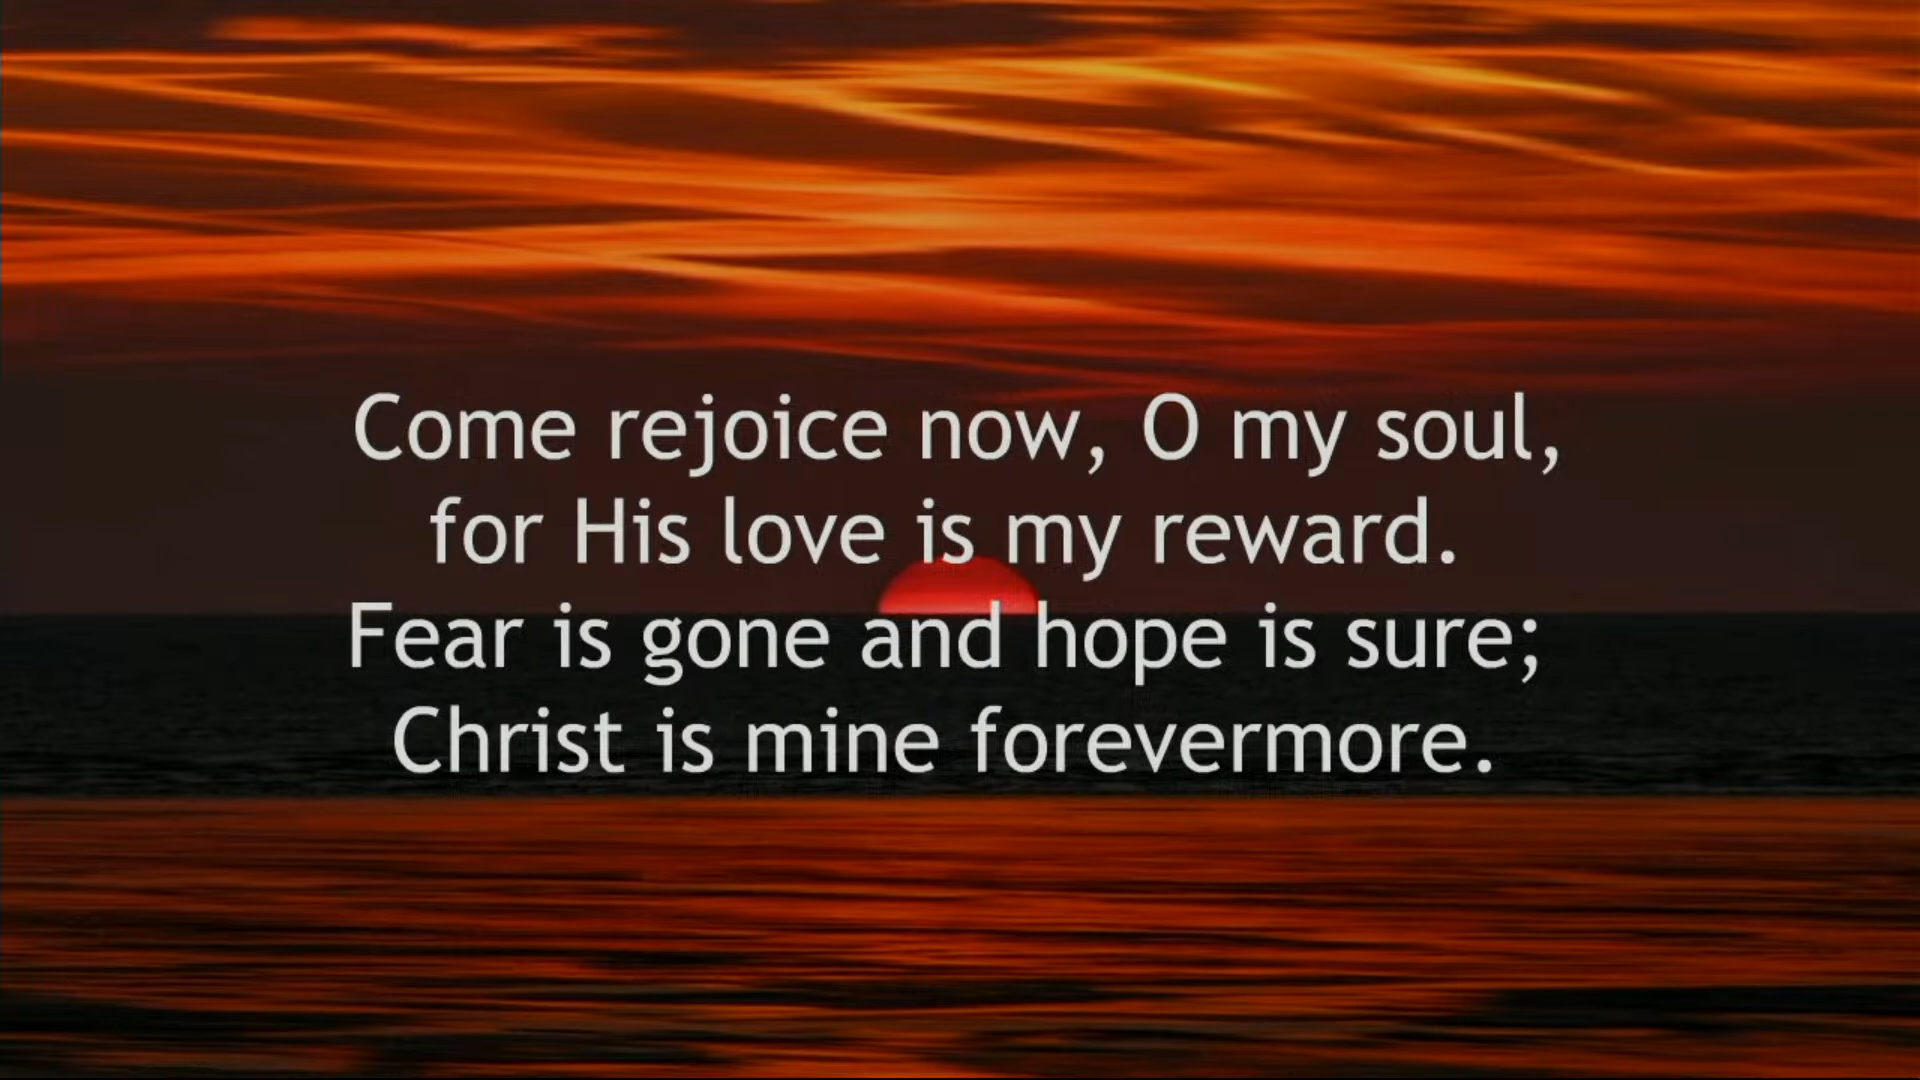 Come rejoice now, O my soul,
for His love is my reward.
Fear is gone and hope is sure;
Christ is mine forevermore.